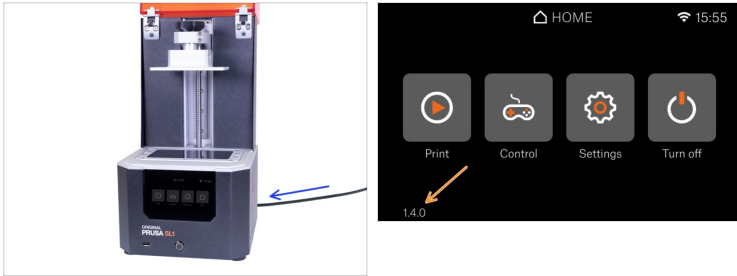 ORIGINAL
PRUSA SL1
HOME
15:55
Print
Control
Settings
Turn off
1.4.0